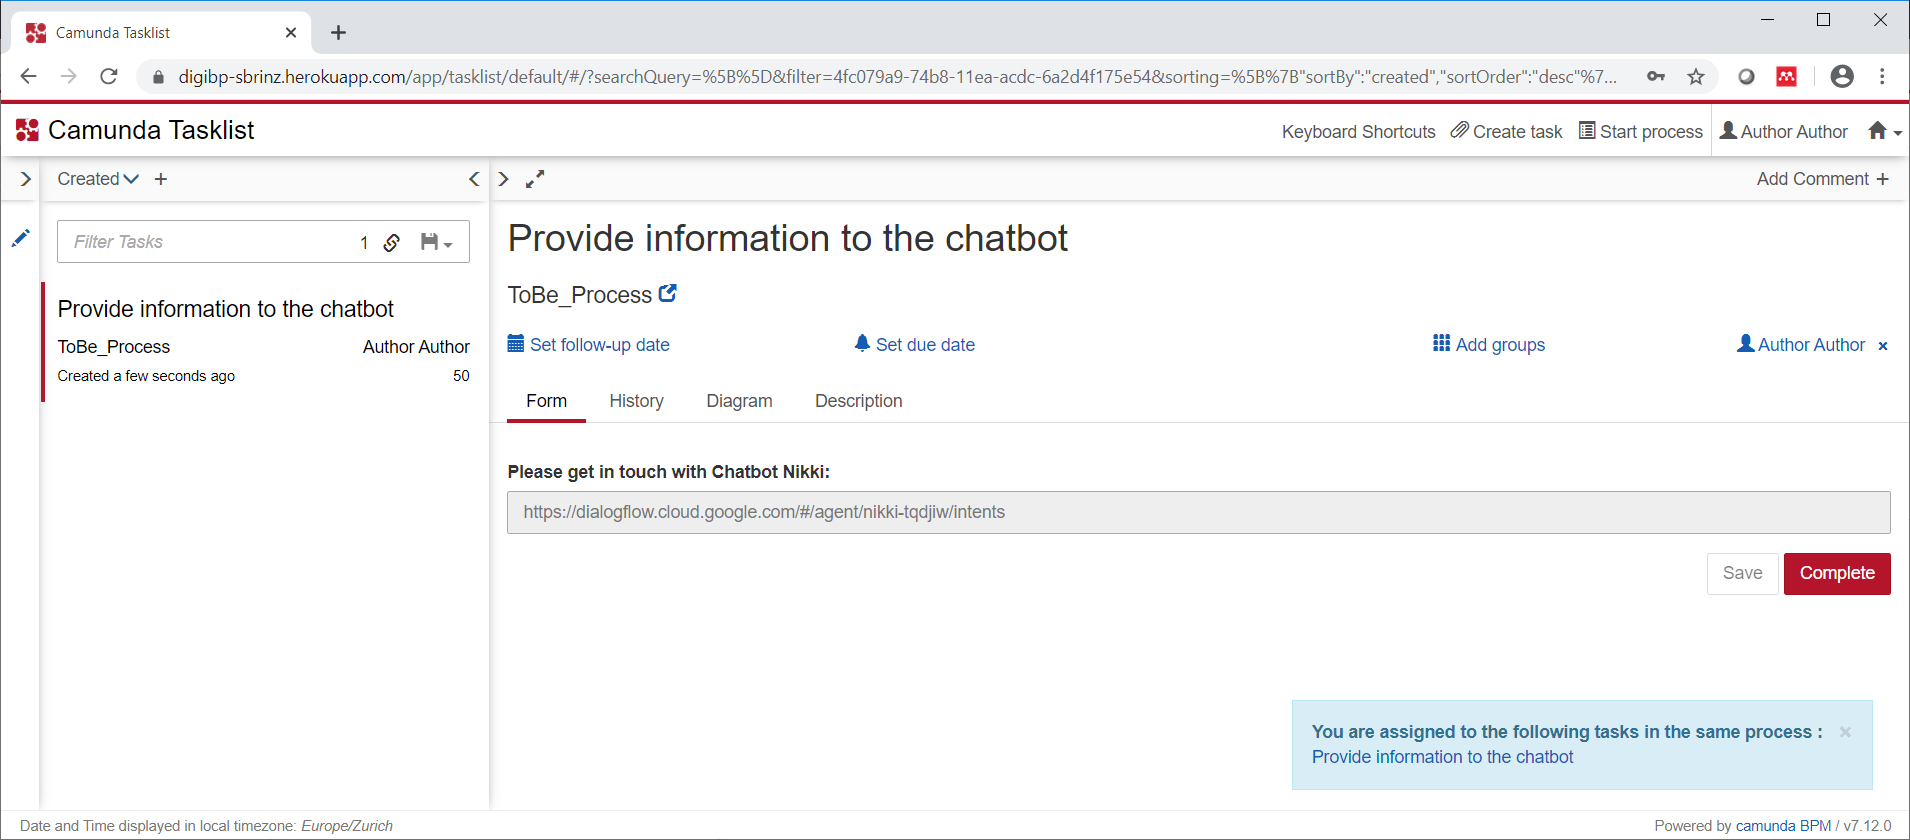 Camunda Tasklist
digibp-sbrinz.herokuapp.com/app/tasklist/default/#/?searchQuery=%5B%5D&filter=4fc079a9-74b8-11ea-acdc-6a2d4f175e54&sorting=%5B%7B"sortBy":"created","sortOrder":"desc"%7...
Camunda Tasklist
Keyboard Shortcuts Create task Start process Author Author
Created
Add Comment +
Filter Tasks 1
Provide information to the chatbot
ToBe_Process Author Author
Created a few seconds ago 50
Provide information to the chatbot
ToBe_Process
Set follow-up date Set due date Add groups Author Author ×
Form History Diagram Description
Please get in touch with Chatbot Nikki:
https://dialogflow.cloud.google.com/#/agent/nikki-tqdjiw/intents
Save Complete
You are assigned to the following tasks in the same process : ×
Provide information to the chatbot
Date and Time displayed in local timezone: Europe/Zurich
Powered by camunda BPM / v7.12.0